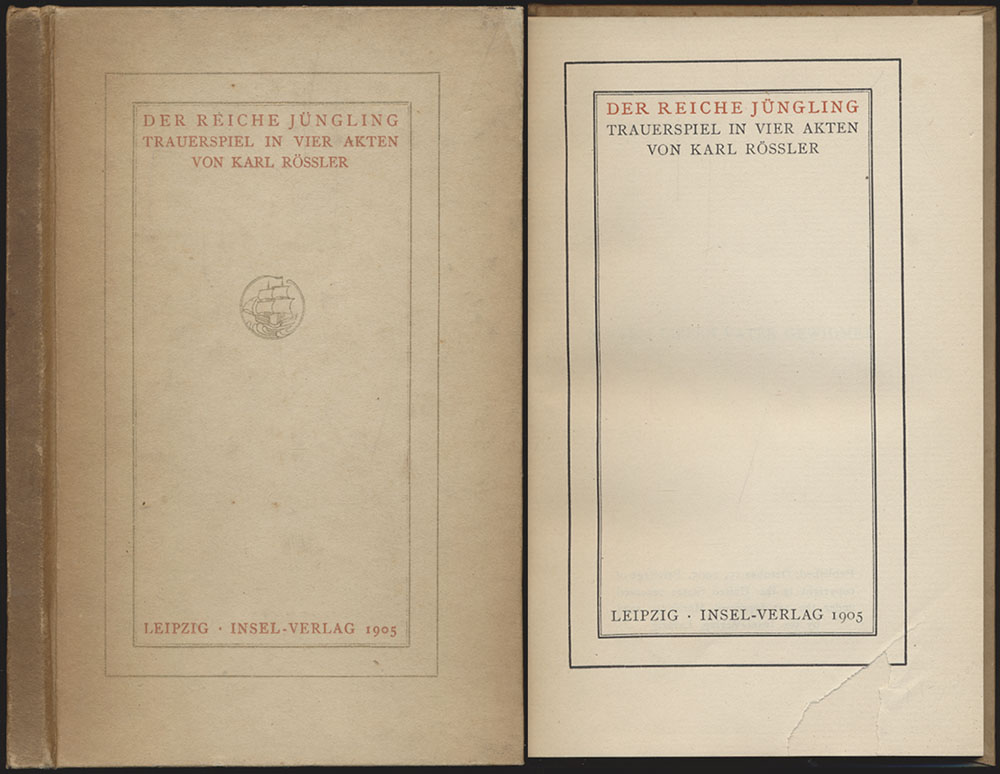 DER REICHE JÜNGLING
TRAUERSPIEL IN VIER AKTEN
VON KARL RÖSSLER
LEIPZIG · INSEL-VERLAG 1905
DER REICHE JÜNGLING
TRAUERSPIEL IN VIER AKTEN
VON KARL RÖSSLER
LEIPZIG · INSEL-VERLAG 1905